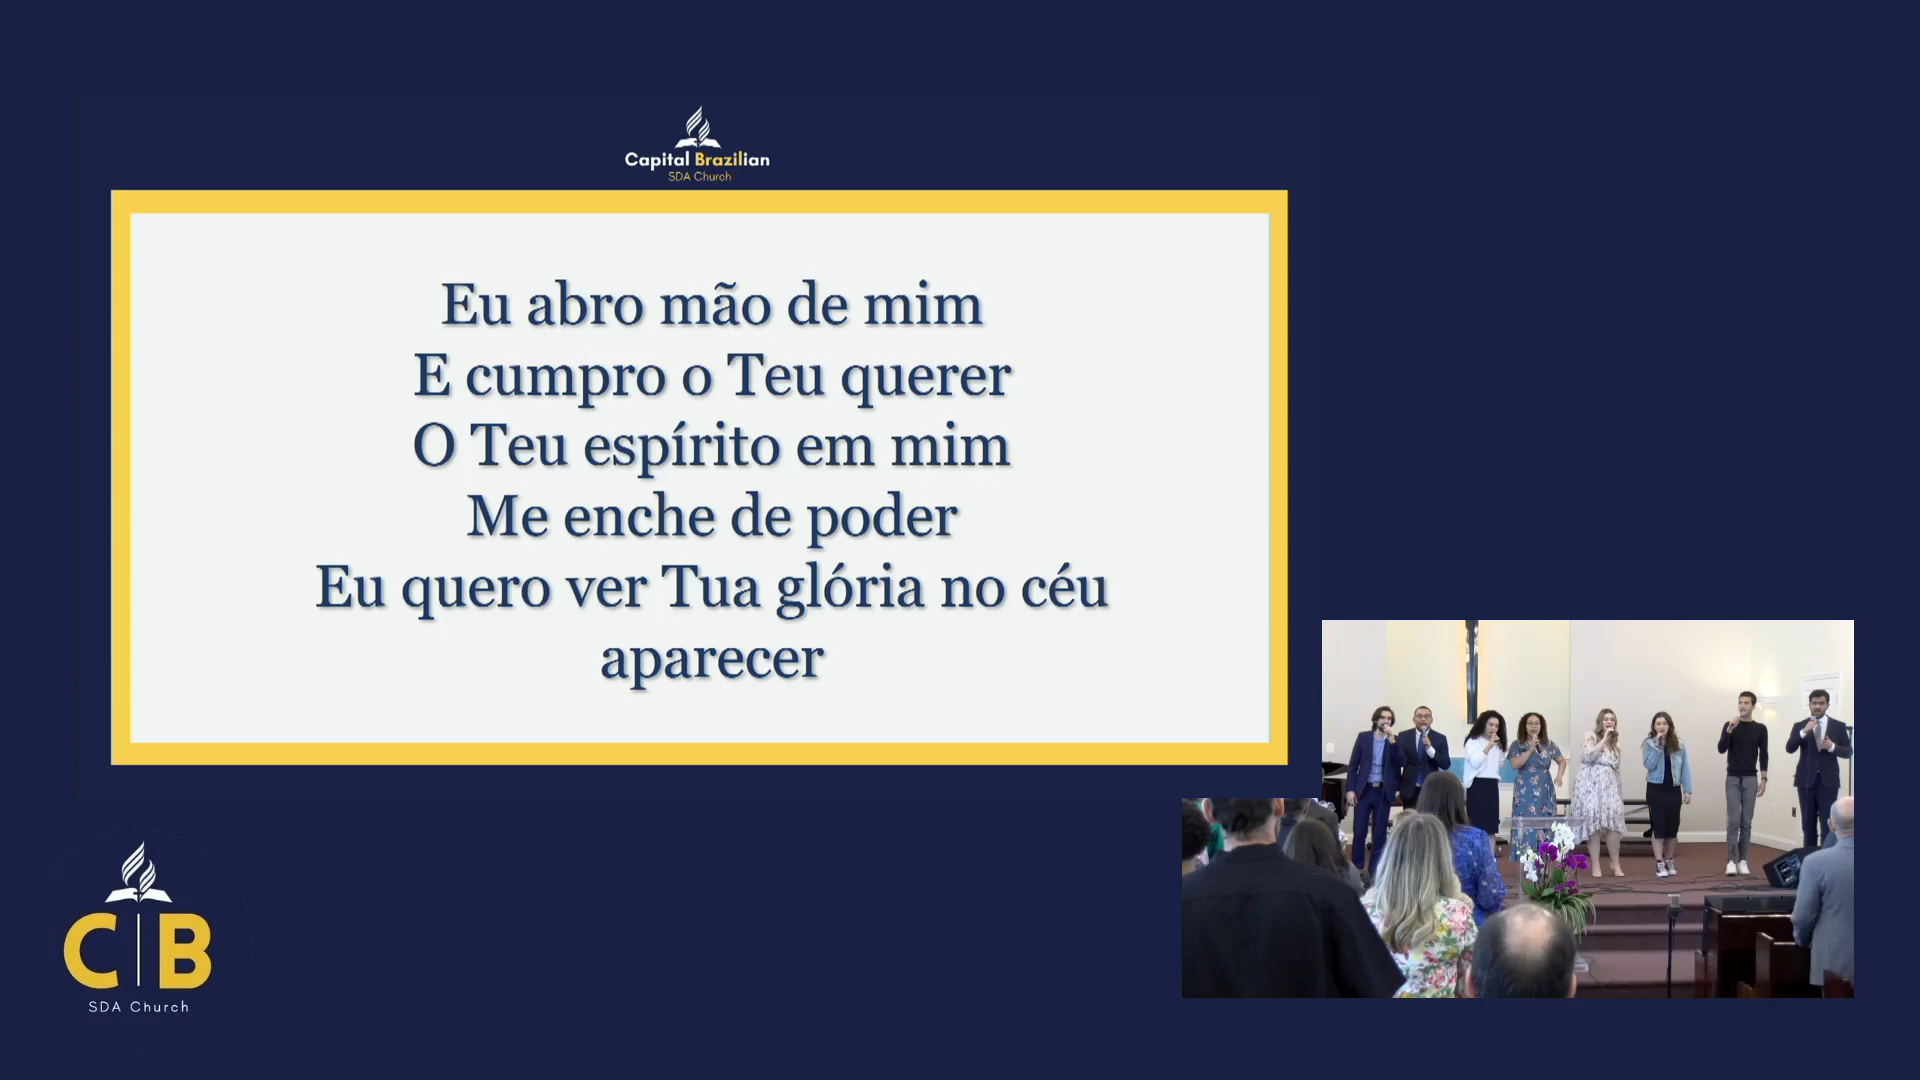 Capital Brazilian
SDA Church
Eu abro mão de mim
E cumpro o Teu querer
O Teu espírito em mim
Me enche de poder
Eu quero ver Tua glória no céu
aparecer
C|B
SDA Church